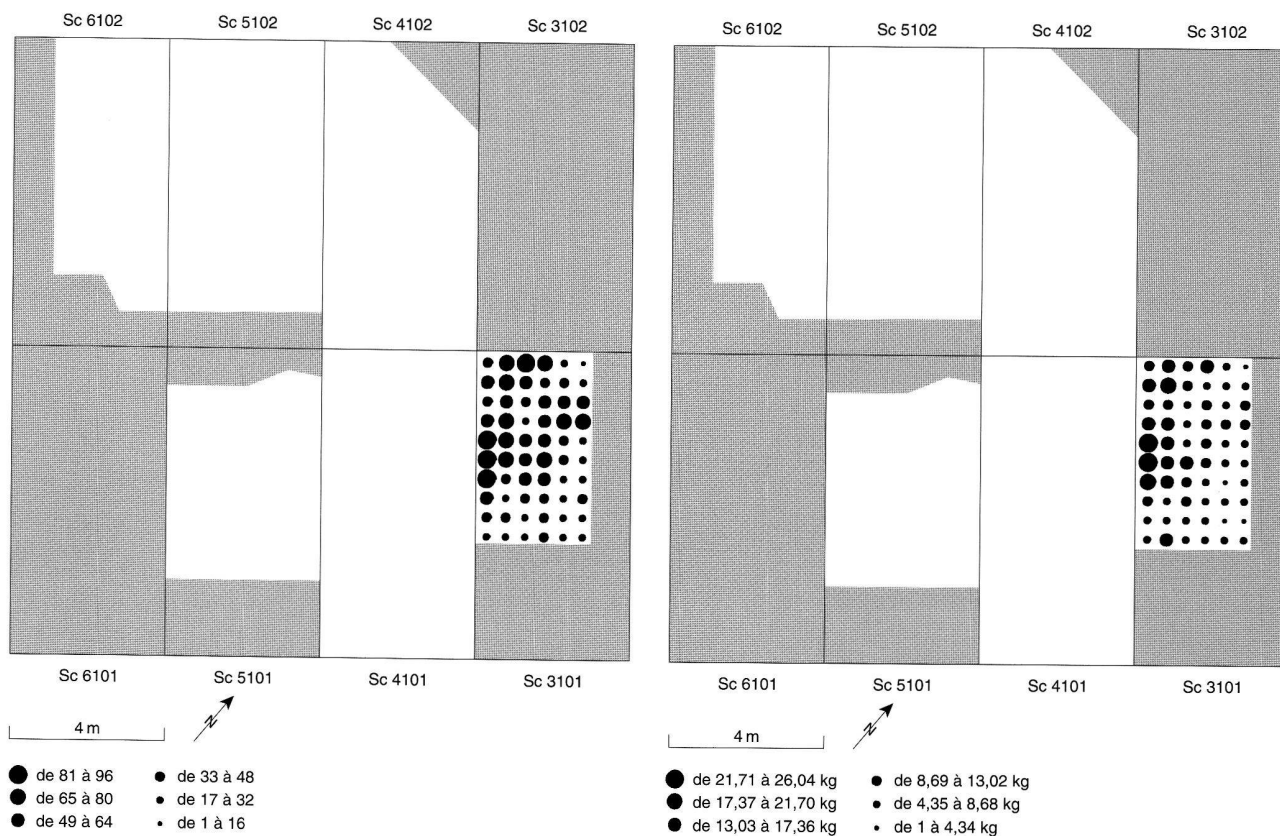 Sc 6102 Sc 5102 Sc 4102 Sc 3102
Sc 6101 Sc 5101 Sc 4101 Sc 3101
4 m
N
de 81 à 96 de 33 à 48
de 65 à 80 de 17 à 32
de 49 à 64 de 1 à 16
Sc 6102 Sc 5102 Sc 4102 Sc 3102
Sc 6101 Sc 5101 Sc 4101 Sc 3101
4 m
N
de 21,71 à 26,04 kg de 8,69 à 13,02 kg
de 17,37 à 21,70 kg de 4,35 à 8,68 kg
de 13,03 à 17,36 kg de 1 à 4,34 kg